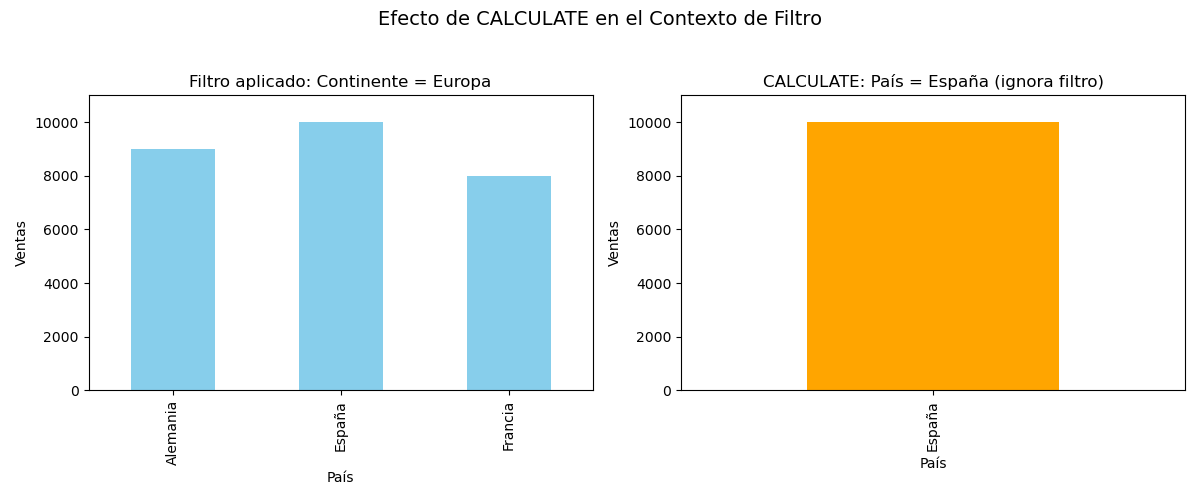 Efecto de CALCULATE en el Contexto de Filtro
Filtro aplicado: Continente = Europa
10000
8000
6000
4000
2000
0
Ventas
Alemania
España
Francia
País
CALCULATE: País = España (ignora filtro)
10000
8000
6000
4000
2000
0
Ventas
España
País